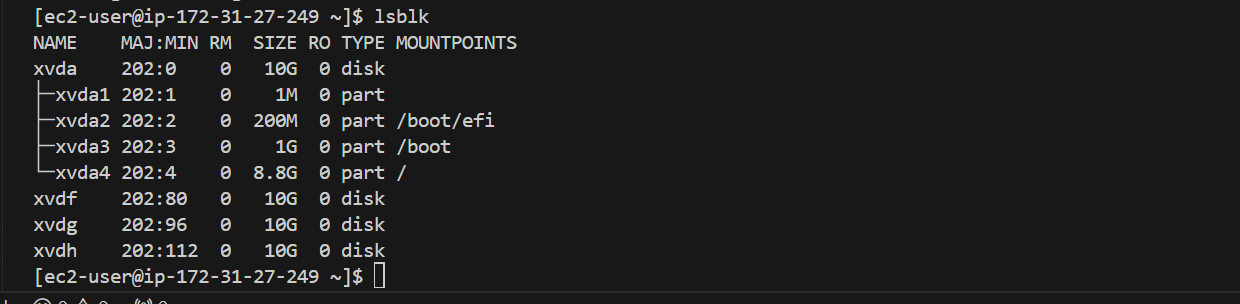 [ec2-user@ip-172-31-27-249 ~]$ lsblk
NAME    MAJ:MIN RM  SIZE RO TYPE MOUNTPOINTS
xvda    202:0    0   10G  0 disk
├─xvda1 202:1    0    1M  0 part
├─xvda2 202:2    0  200M  0 part /boot/efi
├─xvda3 202:3    0    1G  0 part /boot
└─xvda4 202:4    0  8.8G  0 part /
xvdf    202:80   0   10G  0 disk
xvdg    202:96   0   10G  0 disk
xvdh    202:112  0   10G  0 disk
[ec2-user@ip-172-31-27-249 ~]$